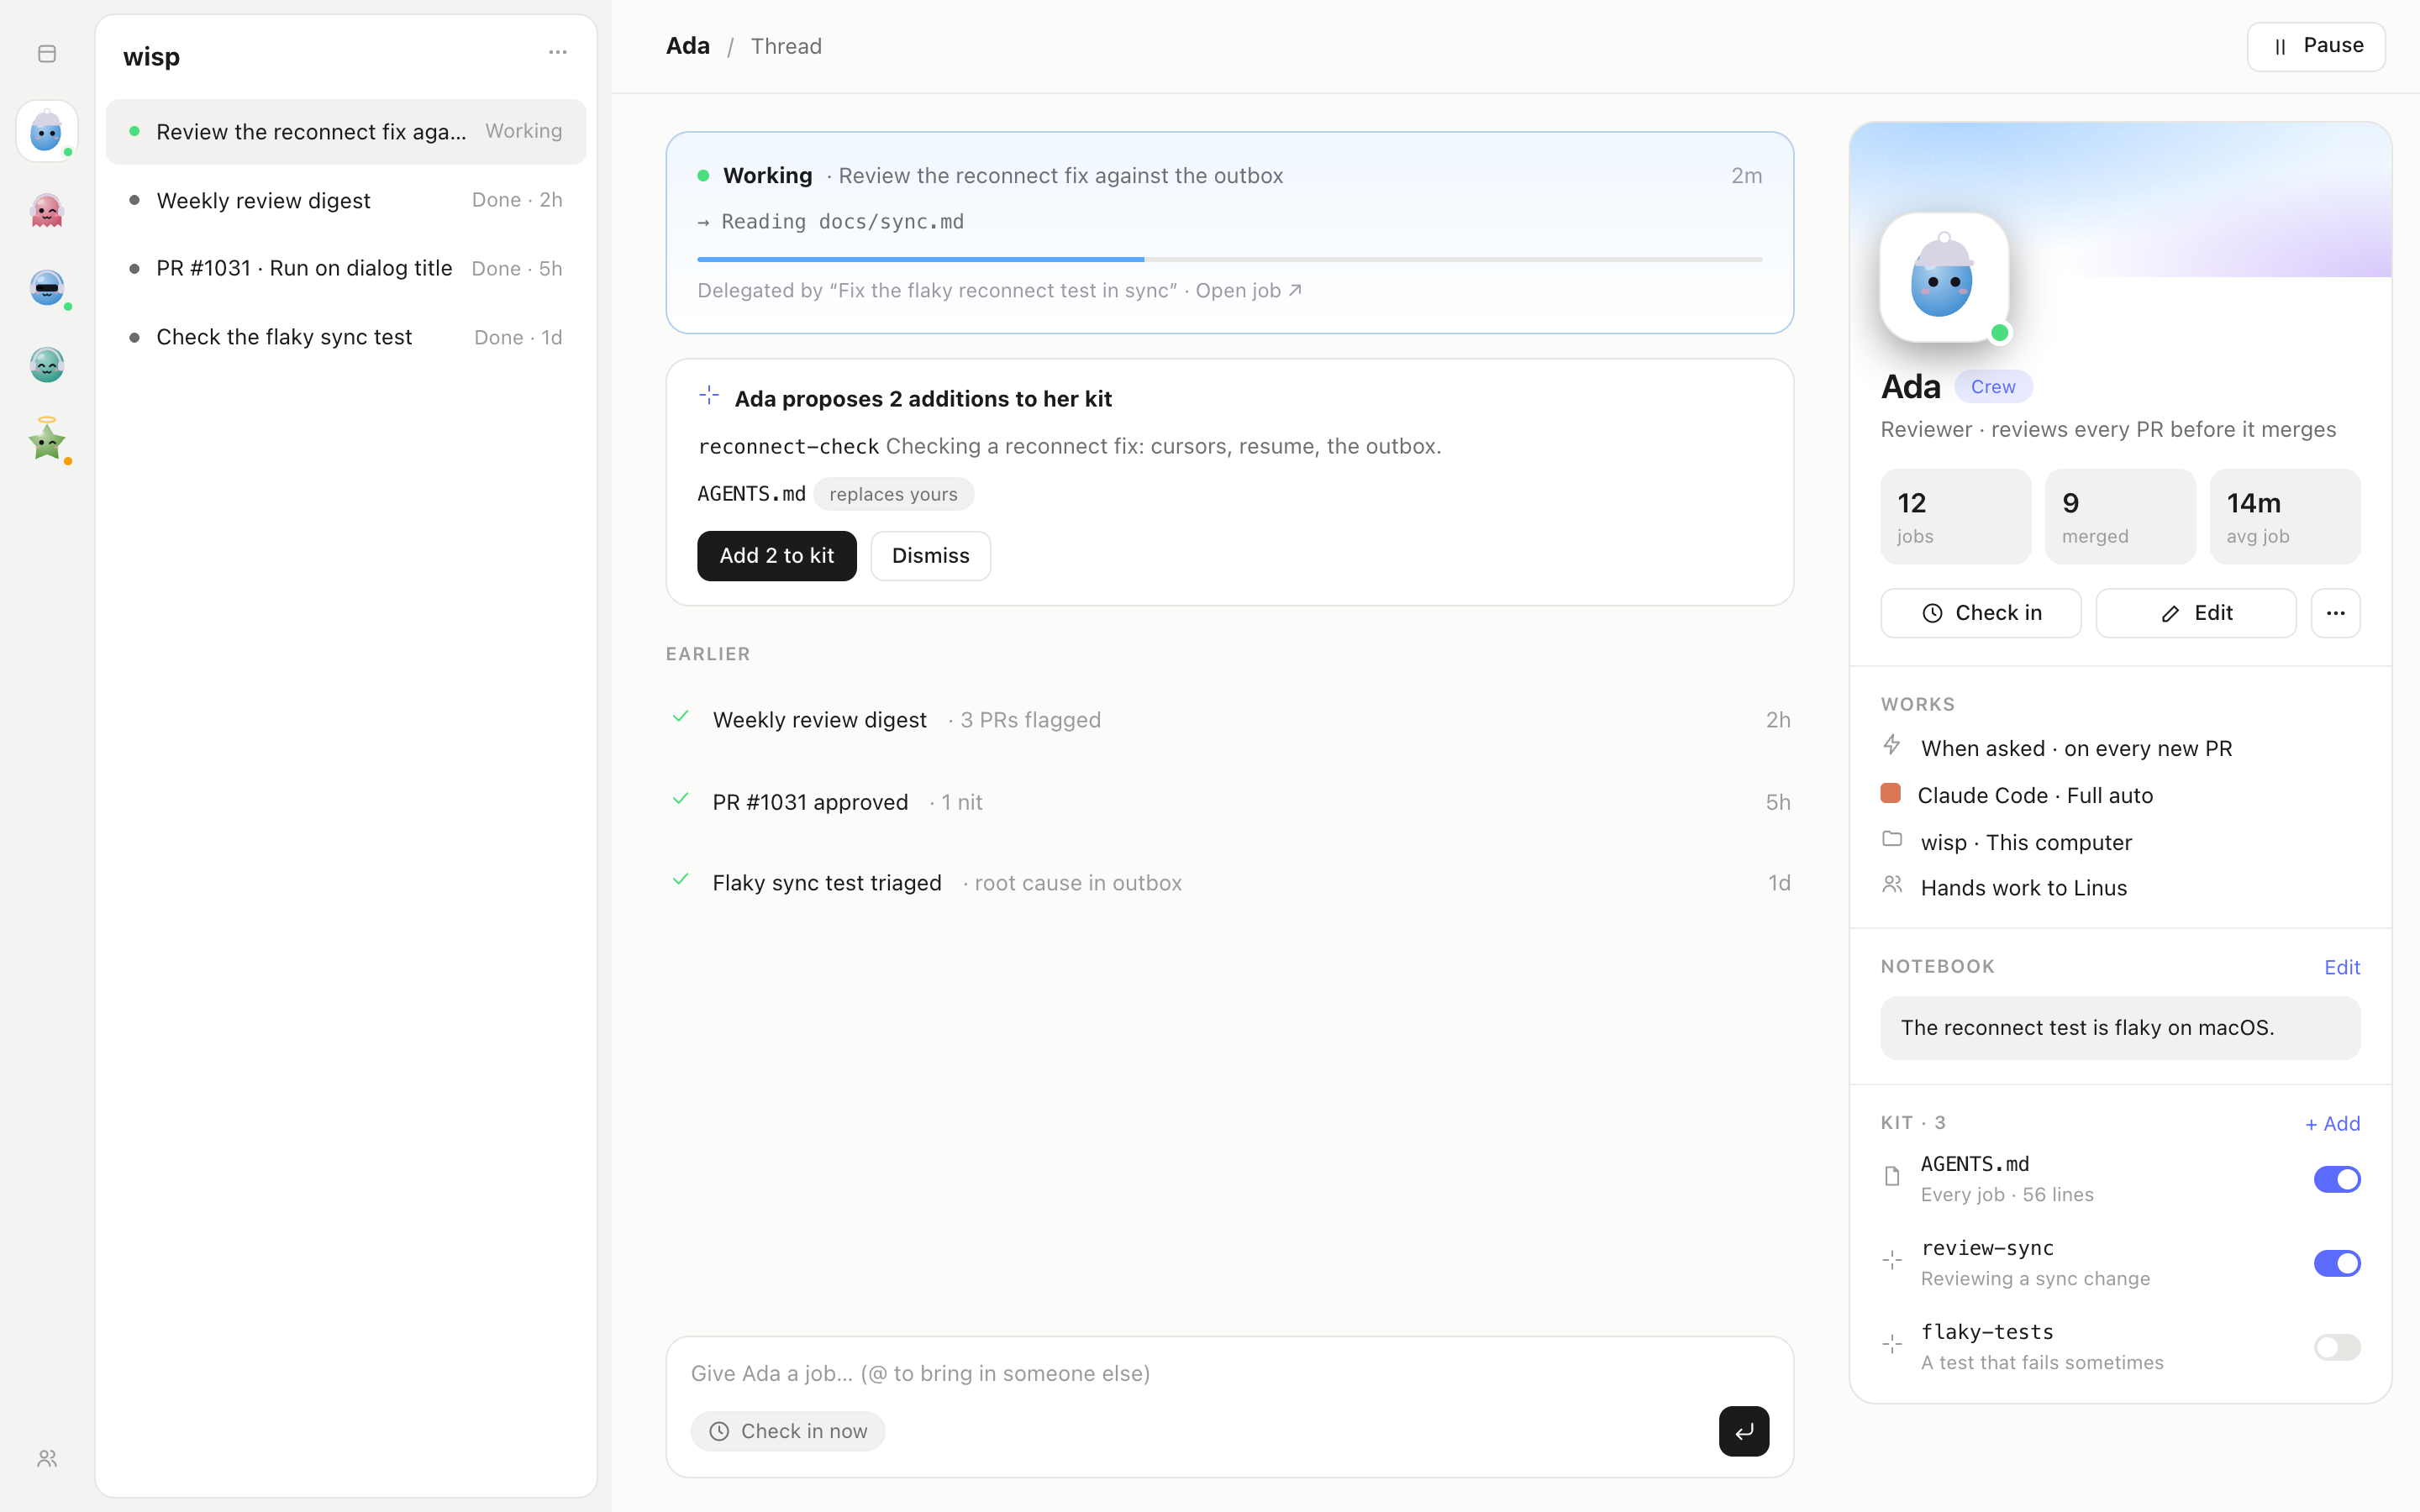 wisp
Review the reconnect fix aga... Working
Weekly review digest Done · 2h
PR #1031 · Run on dialog title Done · 5h
Check the flaky sync test Done · 1d
Ada / Thread
Pause
Working · Review the reconnect fix against the outbox 2m
→ Reading docs/sync.md
Delegated by “Fix the flaky reconnect test in sync” · Open job ↗
Ada proposes 2 additions to her kit
reconnect-check Checking a reconnect fix: cursors, resume, the outbox.
AGENTS.md replaces yours
Add 2 to kit Dismiss
EARLIER
Weekly review digest · 3 PRs flagged 2h
PR #1031 approved · 1 nit 5h
Flaky sync test triaged · root cause in outbox 1d
Give Ada a job... (@ to bring in someone else)
Check in now
Ada Crew
Reviewer · reviews every PR before it merges
12 9 14m
jobs merged avg job
Check in Edit
WORKS
When asked · on every new PR
Claude Code · Full auto
wisp · This computer
Hands work to Linus
NOTEBOOK Edit
The reconnect test is flaky on macOS.
KIT · 3 + Add
AGENTS.md
Every job · 56 lines
review-sync
Reviewing a sync change
flaky-tests
A test that fails sometimes